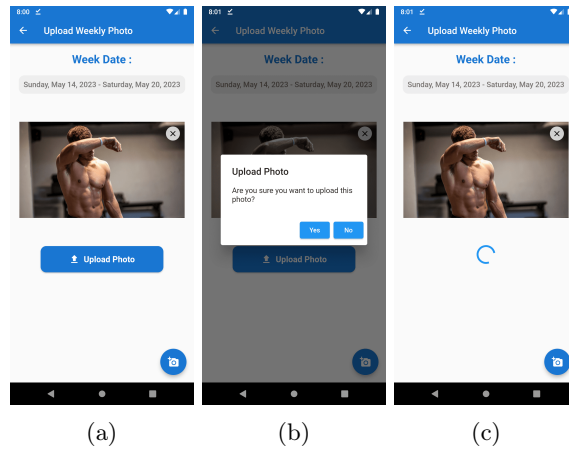 8:00
Upload Weekly Photo
Week Date :
Sunday, May 14, 2023 - Saturday, May 20, 2023
Upload Photo
(a)
8:01
Upload Weekly Photo
Week Date :
Sunday, May 14, 2023 - Saturday, May 20, 2023
Upload Photo
Are you sure you want to upload this
photo?
Yes No
Upload Photo
(b)
8:01
Upload Weekly Photo
Week Date :
Sunday, May 14, 2023 - Saturday, May 20, 2023
(c)